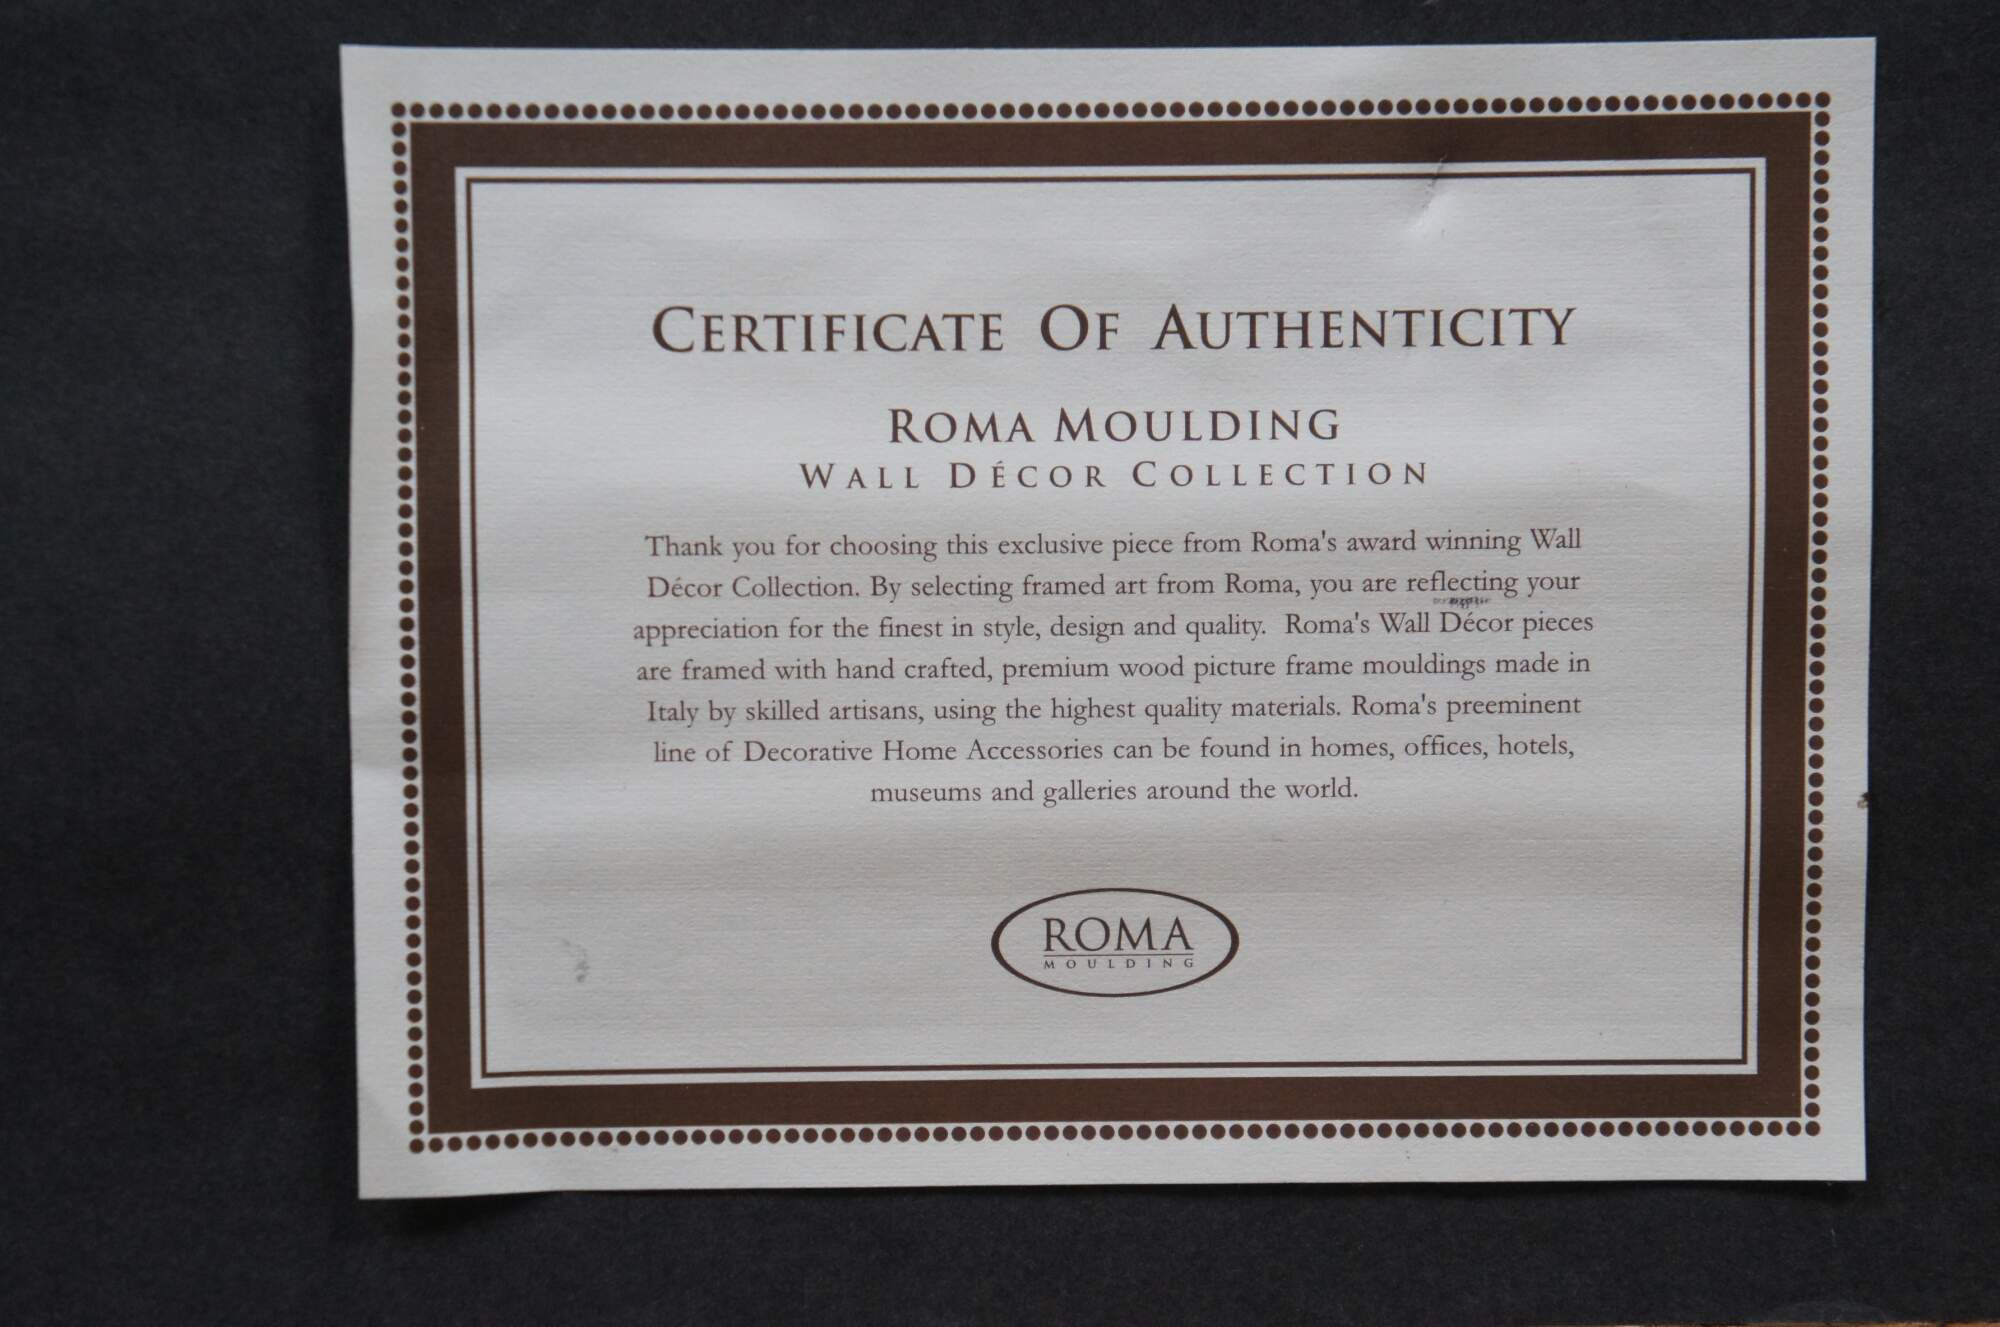 CERTIFICATE OF AUTHENTICITY
ROMA MOULDING
WALL DÉCOR COLLECTION
Thank you for choosing this exclusive piece from Roma's award winning Wall
Décor Collection. By selecting framed art from Roma, you are reflecting your
appreciation for the finest in style, design and quality.  Roma's Wall Décor pieces
are framed with hand crafted, premium wood picture frame mouldings made in
Italy by skilled artisans, using the highest quality materials. Roma's preeminent
line of Decorative Home Accessories can be found in homes, offices, hotels,
museums and galleries around the world.
ROMA
MOULDING